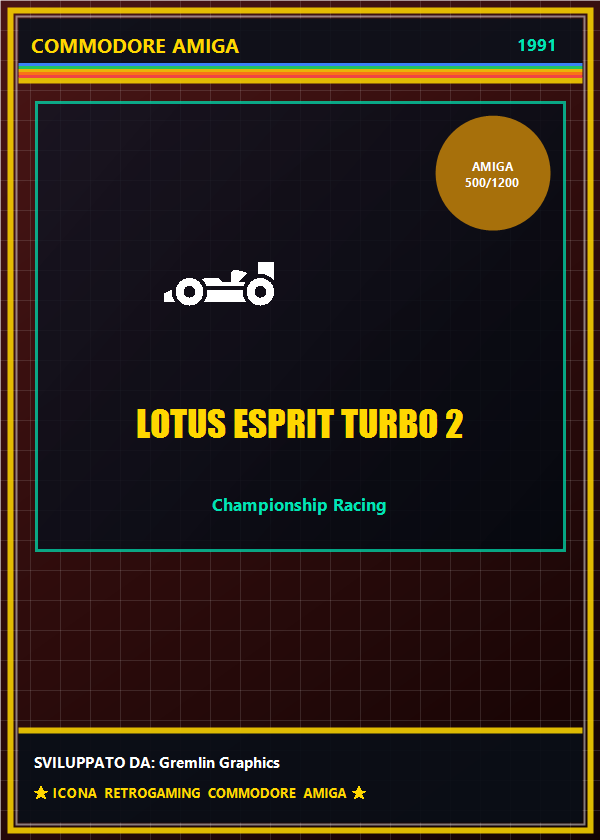 COMMODORE AMIGA
1991
AMIGA
500/1200
LOTUS ESPRIT TURBO 2
Championship Racing
SVILUPPATO DA: Gremlin Graphics
★ ICONA RETROGAMING COMMODORE AMIGA ★